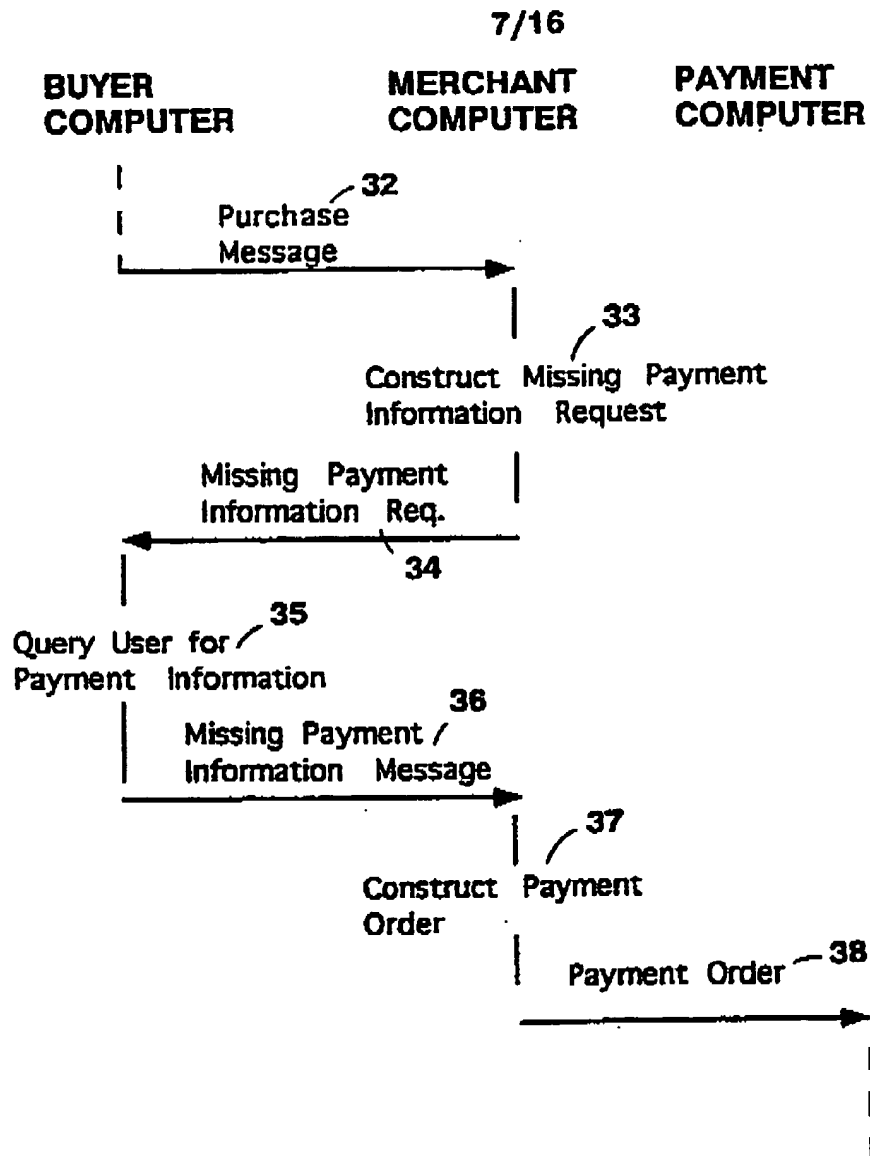 7/16
BUYER
COMPUTER
MERCHANT
COMPUTER
PAYMENT
COMPUTER
32
Purchase
Message
33
Construct Missing Payment
Information Request
Missing Payment
Information Req.
34
35
Query User for
Payment Information
36
Missing Payment
Information Message
37
Construct Payment
Order
38
Payment Order